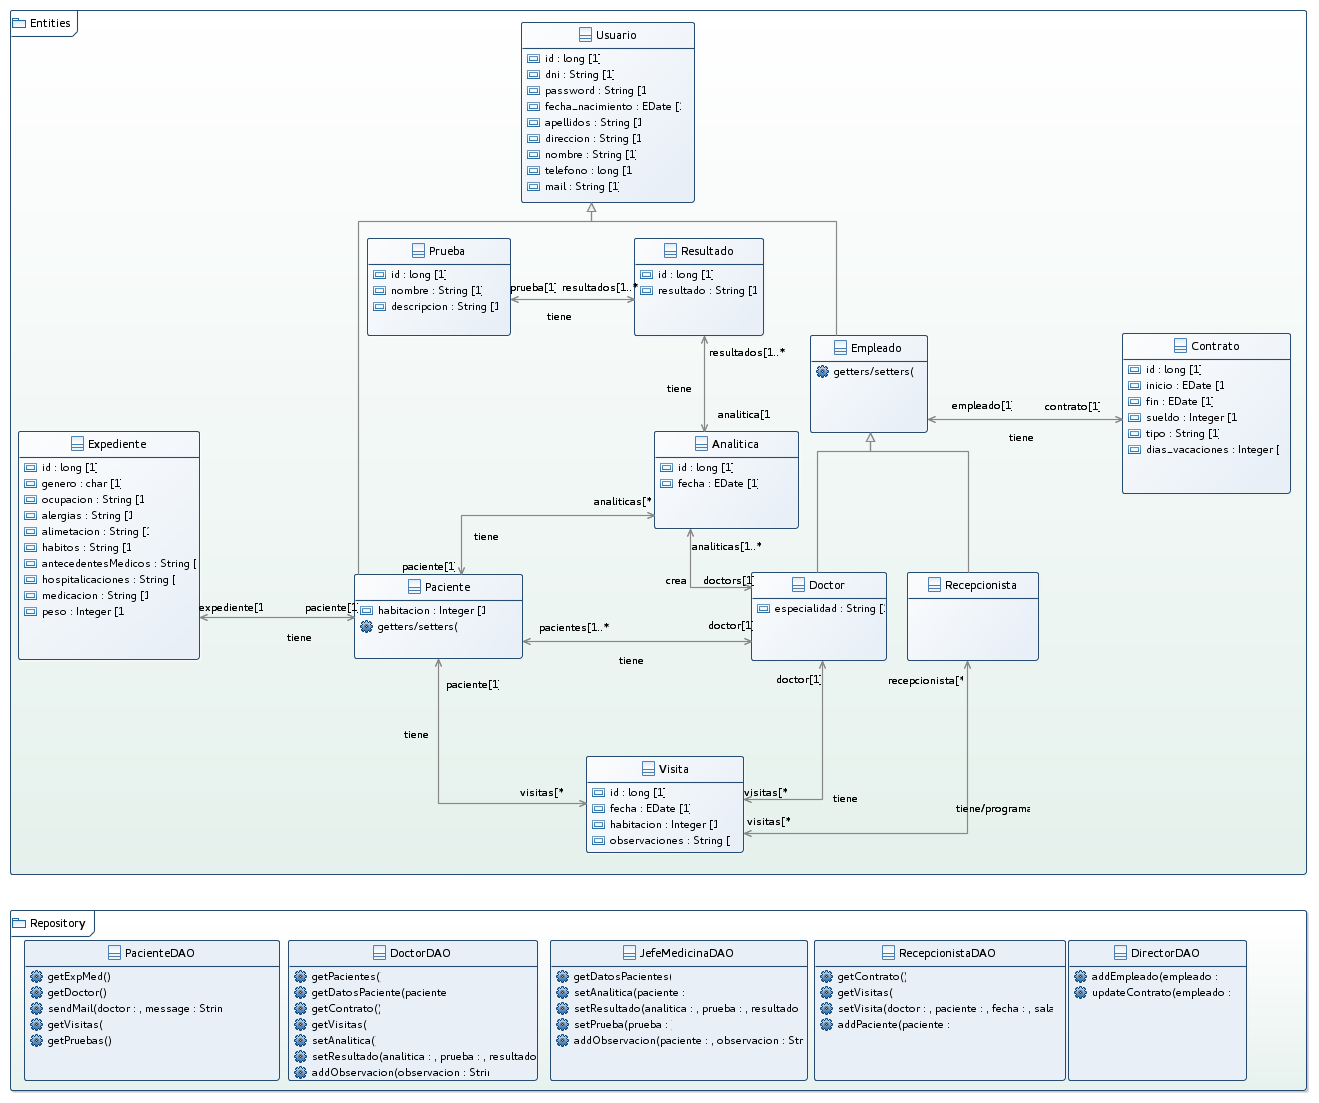 Entities
Usuario
id : long [1]
dni : String [1]
password : String [1
fecha_nacimiento : EDate [1
apellidos : String [1
direccion : String [1
nombre : String [1]
telefono : long [1
mail : String [1]
Prueba
id : long [1]
nombre : String [1]
descripcion : String [1
Resultado
id : long [1]
resultado : String [1
prueba[1] resultados[1..*
tiene
Empleado
getters/setters(
Contrato
id : long [1]
inicio : EDate [1
fin : EDate [1]
sueldo : Integer [1
tipo : String [1]
dias_vacaciones : Integer [
resultados[1..*
tiene
analitica[1
empleado[1] contrato[1]
tiene
Expediente
id : long [1]
genero : char [1]
ocupacion : String [1
alergias : String [1
alimetacion : String [1
habitos : String [1
antecedentesMedicos : String [
hospitalicaciones : String [
medicacion : String [1
peso : Integer [1
Analitica
id : long [1]
fecha : EDate [1]
analiticas[*
tiene
paciente[1]
analiticas[1..*
crea doctors[1]
Paciente
habitacion : Integer [1
getters/setters(
Doctor
especialidad : String [1
Recepcionista
expediente[1 paciente[1]
tiene
pacientes[1..* doctor[1]
tiene
paciente[1]
tiene
visitas[*
doctor[1]
visitas[*
tiene
recepcionista[*
visitas[*
tiene/programa
Visita
id : long [1]
fecha : EDate [1]
habitacion : Integer [1
observaciones : String [
Repository
PacienteDAO
getExpMed()
getDoctor()
sendMail(doctor : , message : Strin
getVisitas(
getPruebas()
DoctorDAO
getPacientes(
getDatosPaciente(paciente
getContrato()
getVisitas(
setAnalitica(
setResultado(analitica : , prueba : , resultado
addObservacion(observacion : Strin
JefeMedicinaDAO
getDatosPacientes(
setAnalitica(paciente :
setResultado(analitica : , prueba : , resultado
setPrueba(prueba :
addObservacion(paciente : , observacion : Str
RecepcionistaDAO
getContrato()
getVisitas(
setVisita(doctor : , paciente : , fecha : , sala
addPaciente(paciente :
DirectorDAO
addEmpleado(empleado :
updateContrato(empleado :